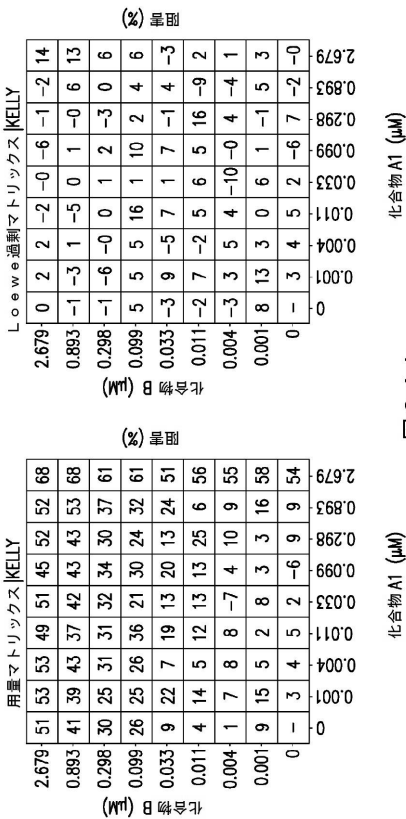 用量マトリックス|KELLY
化合物 B (μM)
2.679 51 53 53 49 51 45 52 52 68
0.893 41 39 43 37 42 43 43 53 68
0.298 30 25 31 31 32 34 30 37 61
0.099 26 25 26 36 21 30 24 32 61
0.033 9 22 7 19 13 20 13 24 51
0.011 4 14 5 12 13 13 25 6 56
0.004 1 7 8 8 −7 4 10 9 55
0.001 9 15 5 2 8 3 3 16 58
0 − 3 4 5 2 −6 9 9 54
0 0.001 0.004 0.011 0.033 0.099 0.298 0.893 2.679
化合物 A1 (μM)
阻害 (%)
Loewe過剰マトリックス|KELLY
化合物 B (μM)
2.679 0 2 2 −2 −0 −6 −1 −2 14
0.893 −1 −3 1 −5 0 1 −0 6 13
0.298 −1 −6 −0 0 1 2 −3 0 6
0.099 5 5 5 16 1 10 2 4 6
0.033 −3 9 −5 7 1 7 −1 4 −3
0.011 −2 7 −2 5 6 5 16 −9 2
0.004 −3 3 5 4 −10 −0 4 −4 1
0.001 8 13 3 0 6 1 −1 5 3
0 − 3 4 5 2 −6 7 −2 −0
0 0.001 0.004 0.011 0.033 0.099 0.298 0.893 2.679
化合物 A1 (μM)
阻害 (%)